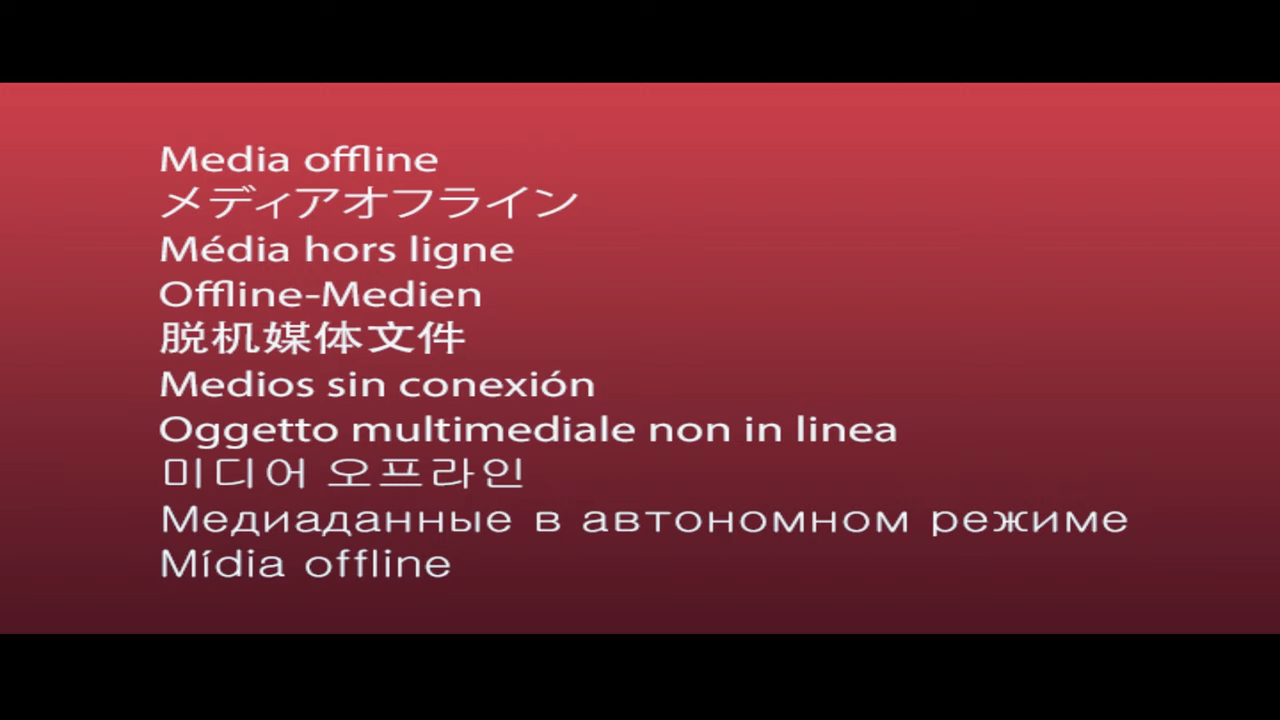 Media offline
メディアオフライン
Média hors ligne
Offline-Medien
脱机媒体文件
Medios sin conexión
Oggetto multimediale non in linea
미디어 오프라인
Медиаданные в автономном режиме
Mídia offline